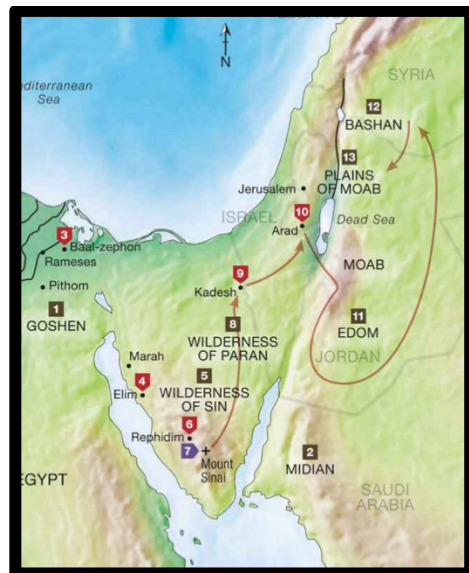 N
SYRIA
Mediterranean
Sea
12
BASHAN
13
PLAINS
OF MOAB
Jerusalem
ISRAEL
10
Arad
Dead Sea
3
Baal-zephon
Rameses
MOAB
9
Kadesh
Pithom
1
GOSHEN
8
WILDERNESS
OF PARAN
11
EDOM
JORDAN
Marah
5
WILDERNESS
OF SIN
4
Elim
6
Rephidim
7
Mount
Sinai
2
MIDIAN
EGYPT
SAUDI
ARABIA